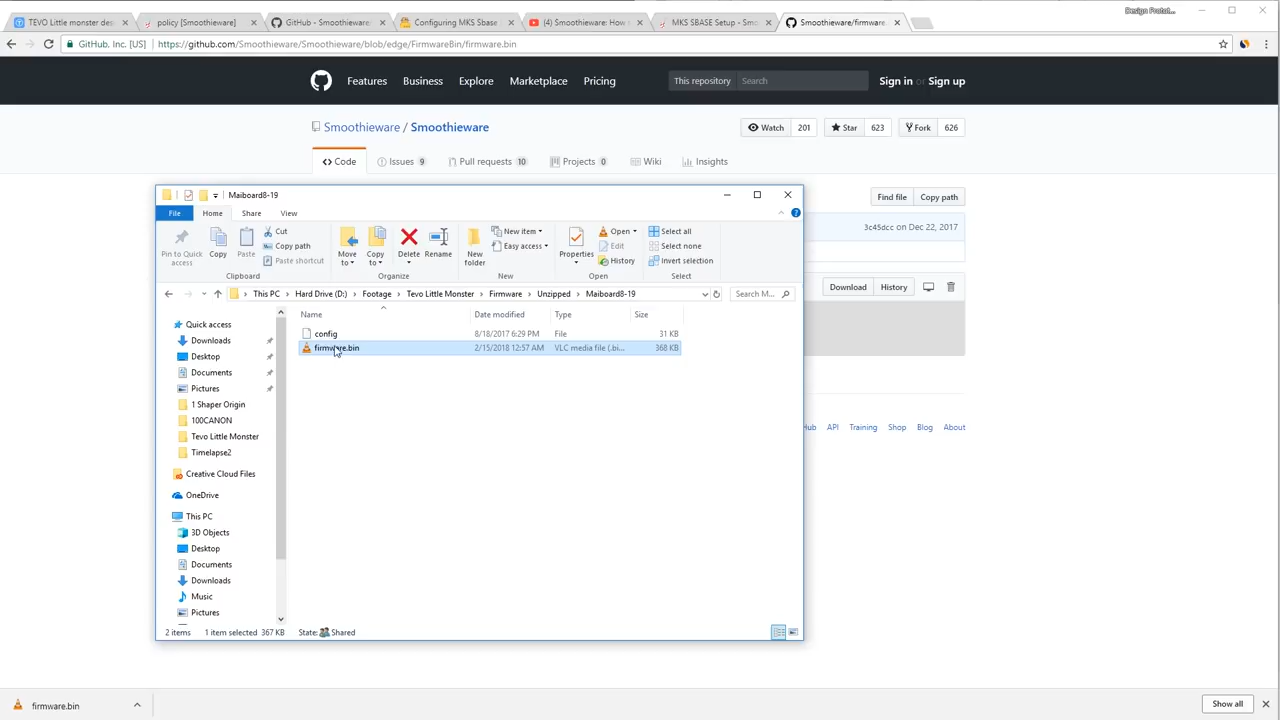 TEVO Little monster des
policy [Smoothieware]
GitHub - Smoothieware
Configuring MKS Sbase
(4) Smoothieware: How
MKS SBASE Setup - Smo
Smoothieware/firmware.
Design Protot...
GitHub, Inc. [US]
https://github.com/Smoothieware/Smoothieware/blob/edge/FirmwareBin/firmware.bin
Features
Business
Explore
Marketplace
Pricing
This repository
Search
Sign in or Sign up
Smoothieware / Smoothieware
Watch 201
Star 623
Fork 626
Code
Issues 9
Pull requests 10
Projects 0
Wiki
Insights
Maiboard8-19
Find file
Copy path
File
Home
Share
View
3c45dcc on Dec 22, 2017
Pin to Quick access
Copy
Paste
Cut
Copy path
Paste shortcut
Move to
Copy to
Delete
Rename
New folder
New item
Easy access
Properties
Open
Edit
History
Select all
Select none
Invert selection
Clipboard
Organize
New
Open
Select
Download
History
This PC
Hard Drive (D:)
Footage
Tevo Little Monster
Firmware
Unzipped
Maiboard8-19
Search M...
Name
Date modified
Type
Size
config
8/18/2017 6:29 PM
File
31 KB
firmware.bin
2/15/2018 12:57 AM
VLC media file (.bi...
368 KB
Quick access
Downloads
Desktop
Documents
Pictures
1 Shaper Origin
100CANON
Tevo Little Monster
Timelapse2
Creative Cloud Files
OneDrive
This PC
3D Objects
Desktop
Documents
Downloads
Music
Pictures
Hub
API
Training
Shop
Blog
About
2 items
1 item selected 367 KB
State: Shared
firmware.bin
Show all